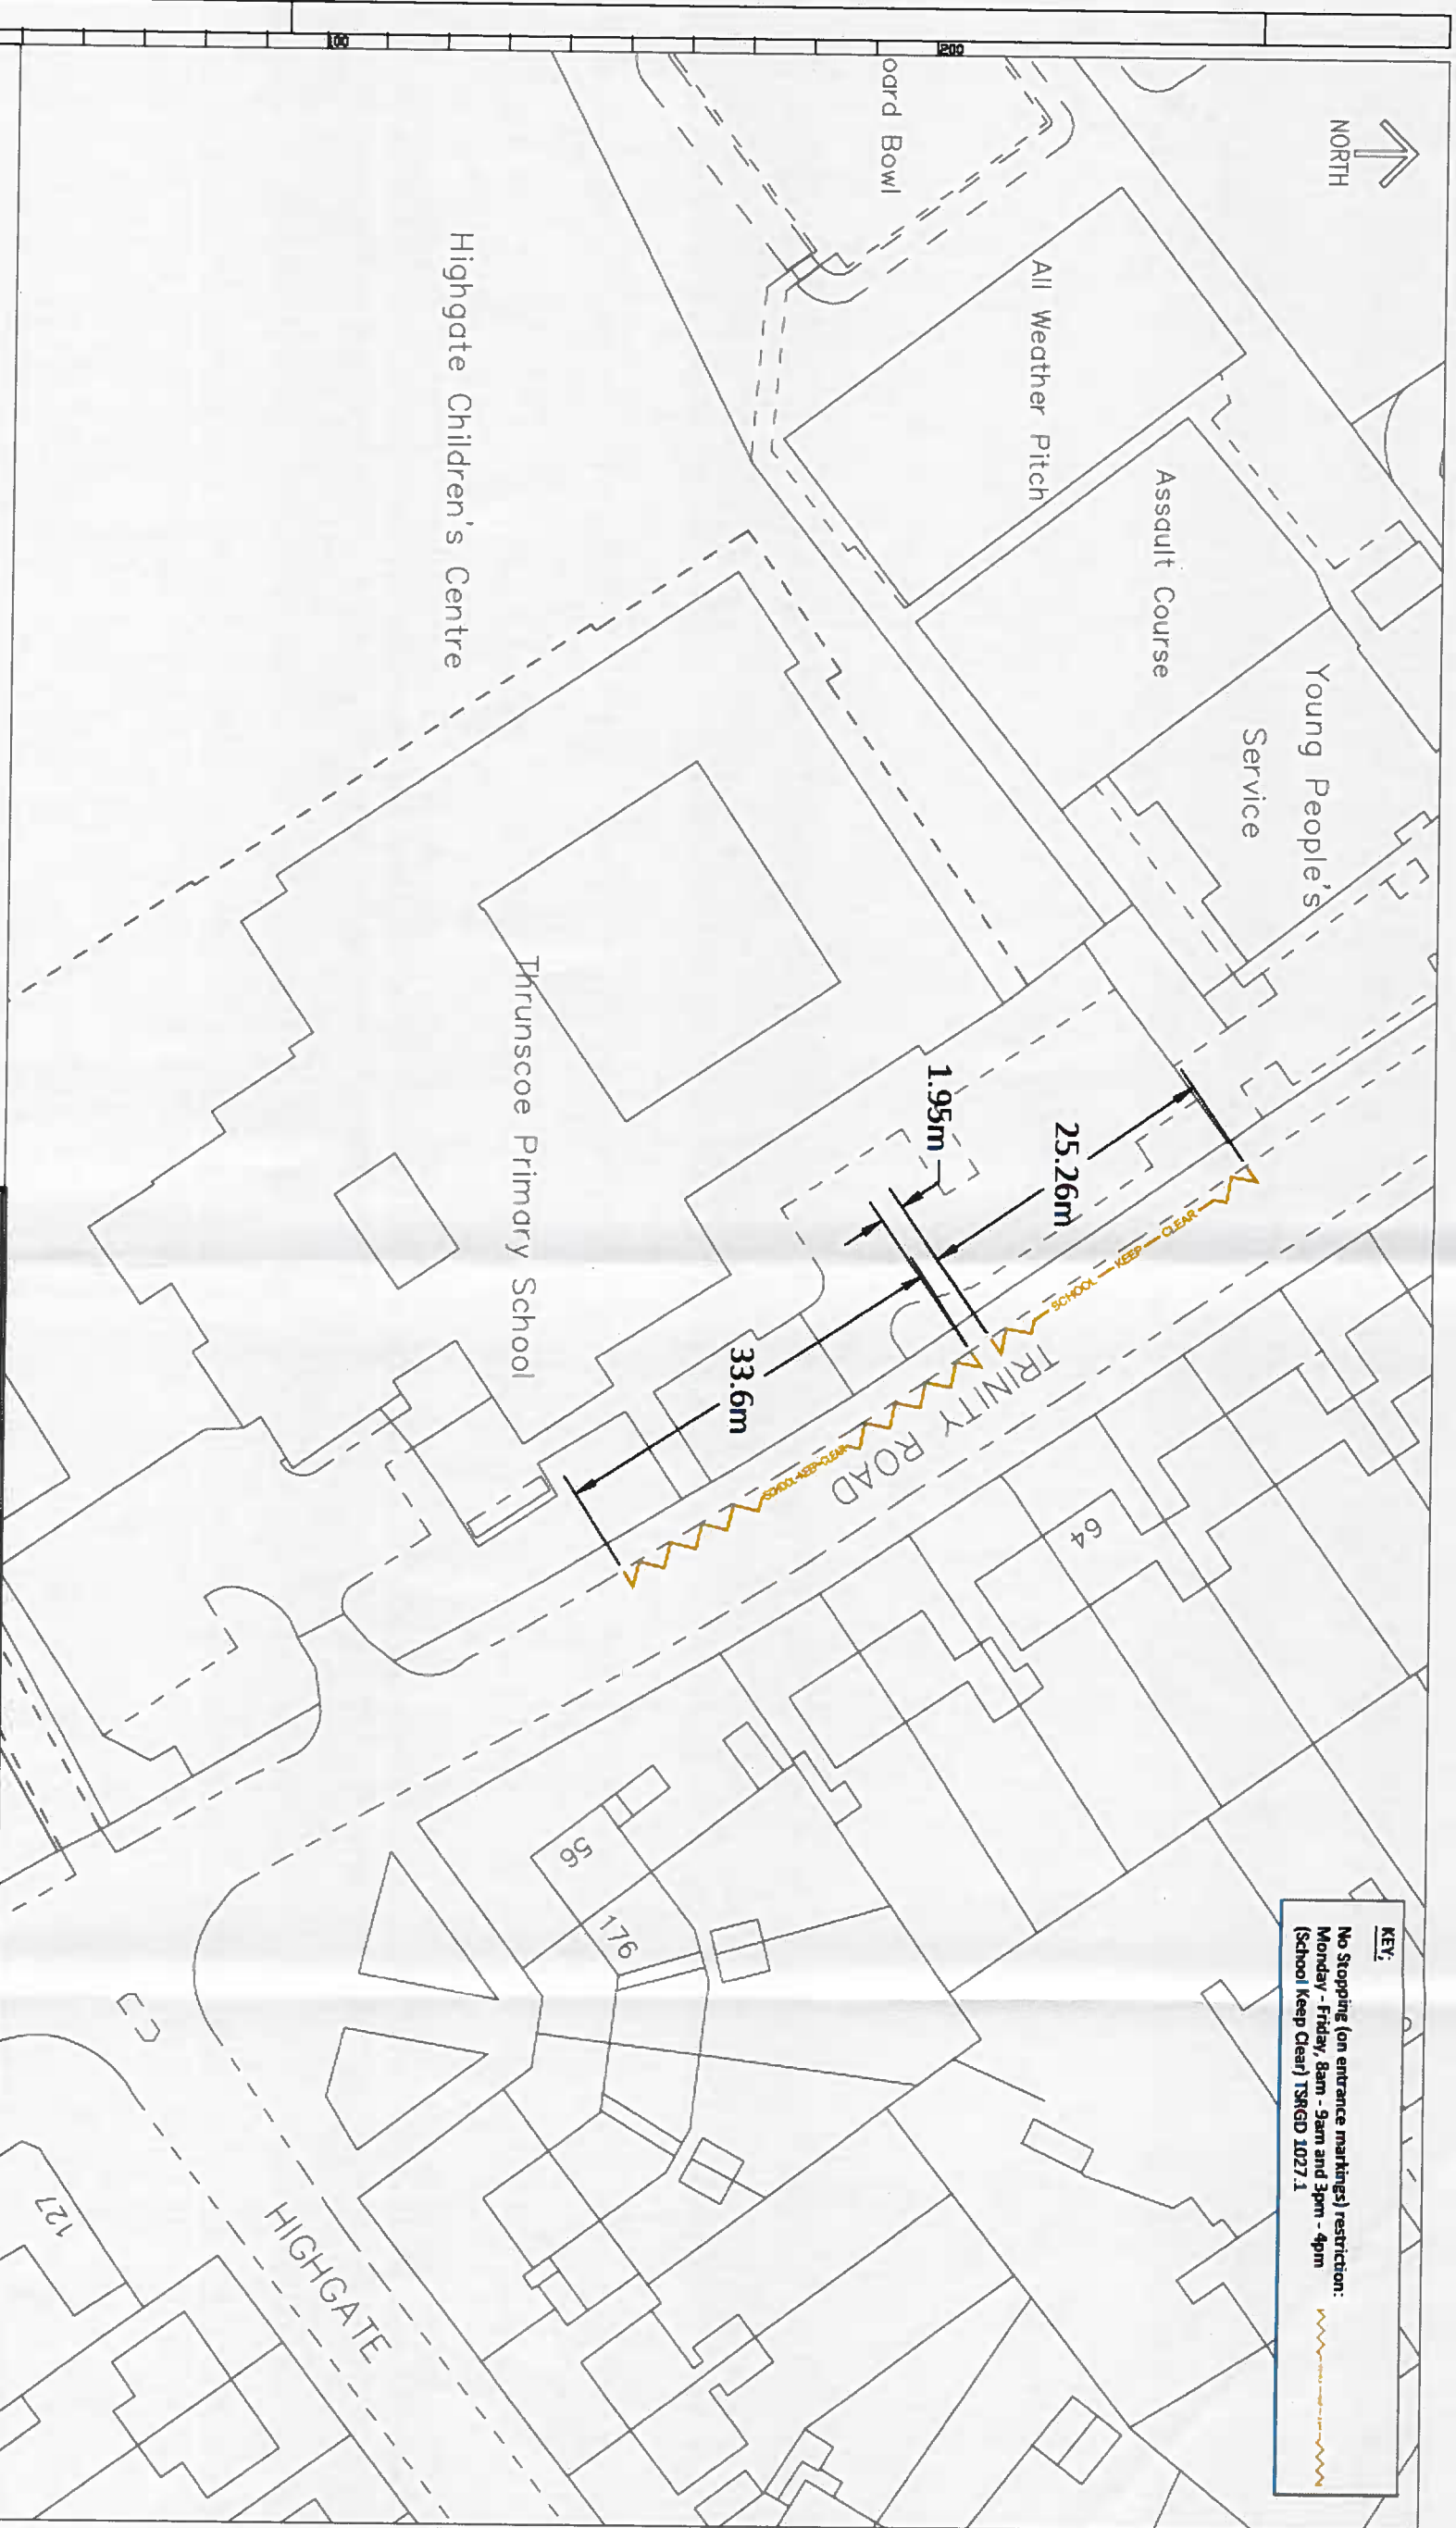 100
200
NORTH
oard Bowl
All Weather Pitch
Assault Course
Young People's
Service
Highgate Children's Centre
Thrunscoe Primary School
1.95m
25.26m
33.6m
SCHOOL KEEP CLEAR
SCHOOL KEEP CLEAR
TRINITY ROAD
64
56
176
127
HIGHGATE
KEY:
No Stopping (on entrance markings) restriction:
Monday - Friday, 8am - 9am and 3pm - 4pm
(School Keep Clear) TSRGD 1027.1